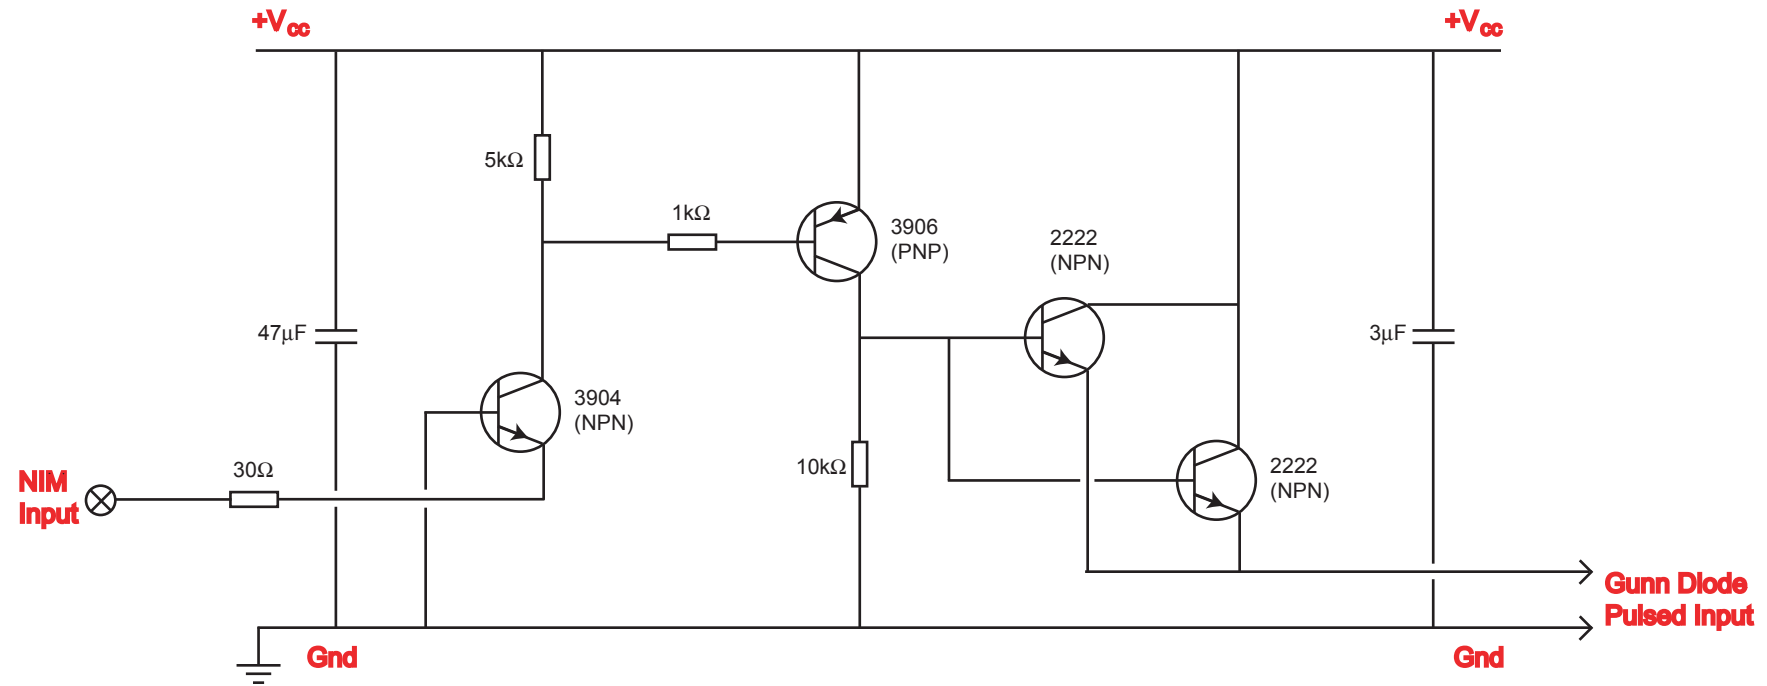 +Vcc
+Vcc
5kΩ
1kΩ
3906
(PNP)
2222
(NPN)
47μF
3μF
3904
(NPN)
30Ω
10kΩ
2222
(NPN)
NIM
Input
Gunn Diode
Pulsed Input
Gnd
Gnd